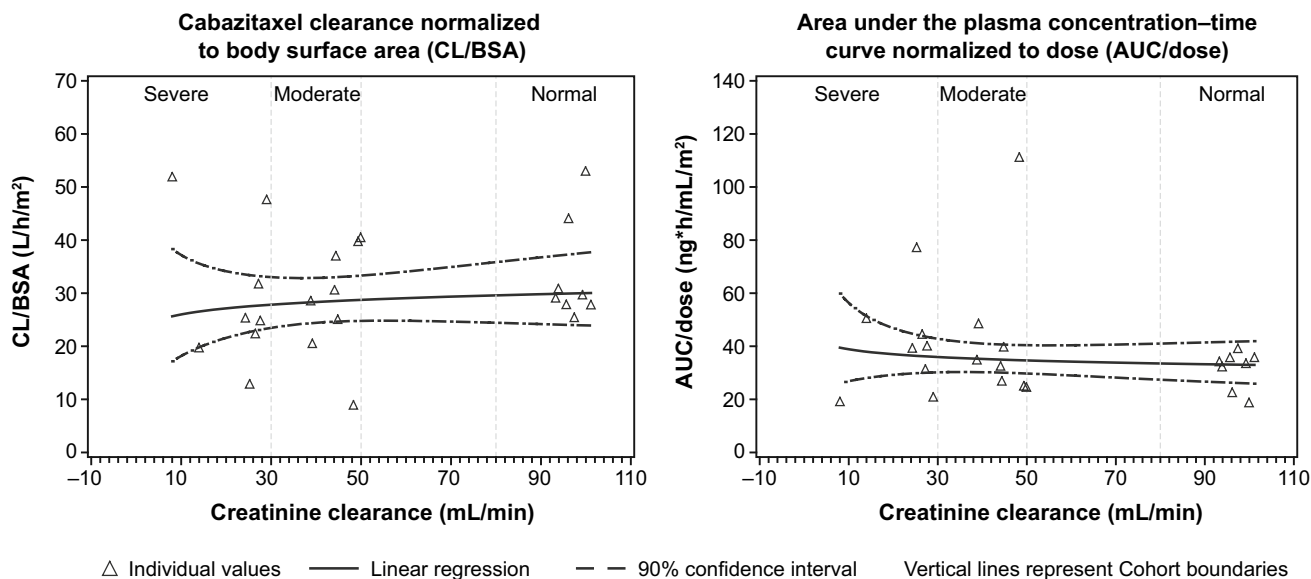 Cabazitaxel clearance normalized
to body surface area (CL/BSA)
70
60
50
40
30
20
10
0
CL/BSA (L/h/m²)
Severe
Moderate
Normal
–10
10
30
50
70
90
110
Creatinine clearance (mL/min)
Area under the plasma concentration–time
curve normalized to dose (AUC/dose)
140
120
100
80
60
40
20
0
AUC/dose (ng*h/mL/m²)
Severe
Moderate
Normal
–10
10
30
50
70
90
110
Creatinine clearance (mL/min)
Individual values
Linear regression
90% confidence interval
Vertical lines represent Cohort boundaries